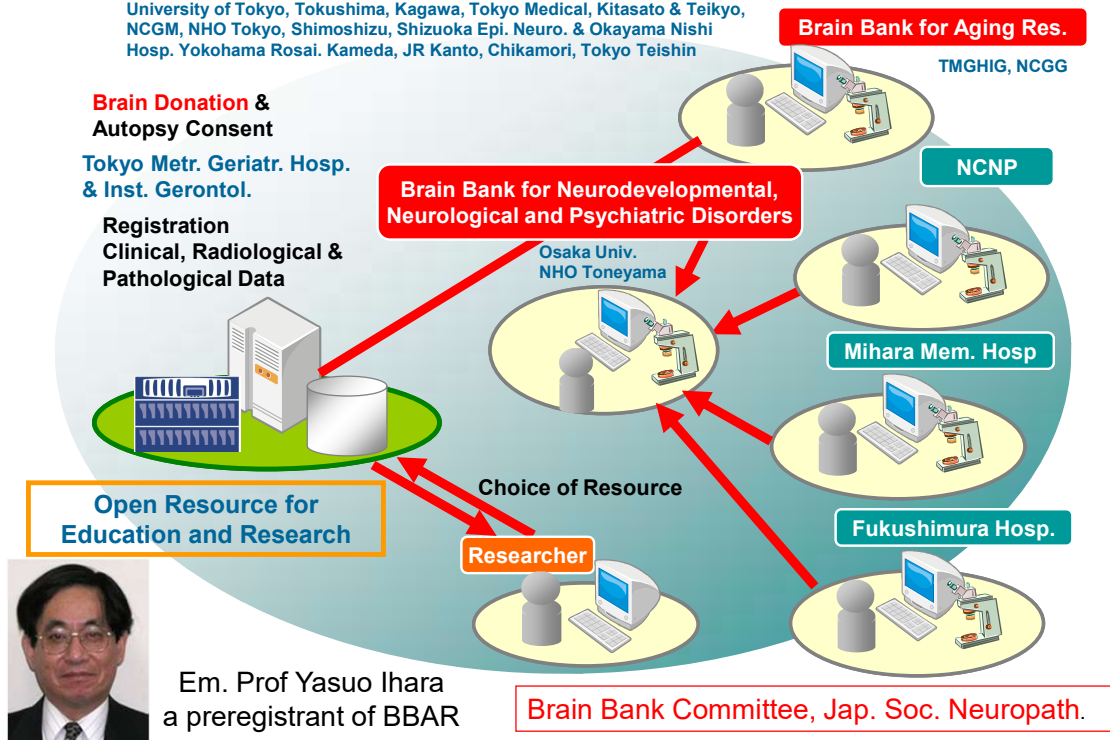 University of Tokyo, Tokushima, Kagawa, Tokyo Medical, Kitasato & Teikyo,
NCGM, NHO Tokyo, Shimoshizu, Shizuoka Epi. Neuro. & Okayama Nishi
Hosp. Yokohama Rosai. Kameda, JR Kanto, Chikamori, Tokyo Teishin
Brain Bank for Aging Res.
TMGHIG, NCGG
Brain Donation &
Autopsy Consent
Tokyo Metr. Geriatr. Hosp.
& Inst. Gerontol.
Registration
Clinical, Radiological &
Pathological Data
Brain Bank for Neurodevelopmental,
Neurological and Psychiatric Disorders
NCNP
Osaka Univ.
NHO Toneyama
Mihara Mem. Hosp
Choice of Resource
Open Resource for
Education and Research
Fukushimura Hosp.
Researcher
Em. Prof Yasuo Ihara
a preregistrant of BBAR
Brain Bank Committee, Jap. Soc. Neuropath.